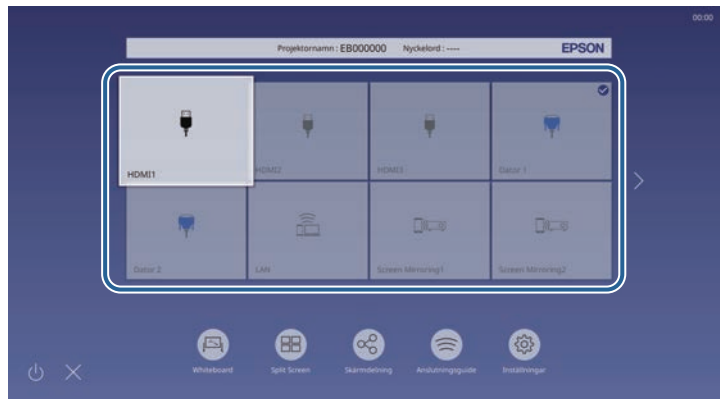 00:00
Projektornamn : EB000000 Nyckelord : ---- EPSON
HDMI1 HDMI2 HDMI3 Dator 1
Dator 2 LAN Screen Mirroring1 Screen Mirroring2
Whiteboard Split Screen Skärmdelning Anslutningsguide Inställningar